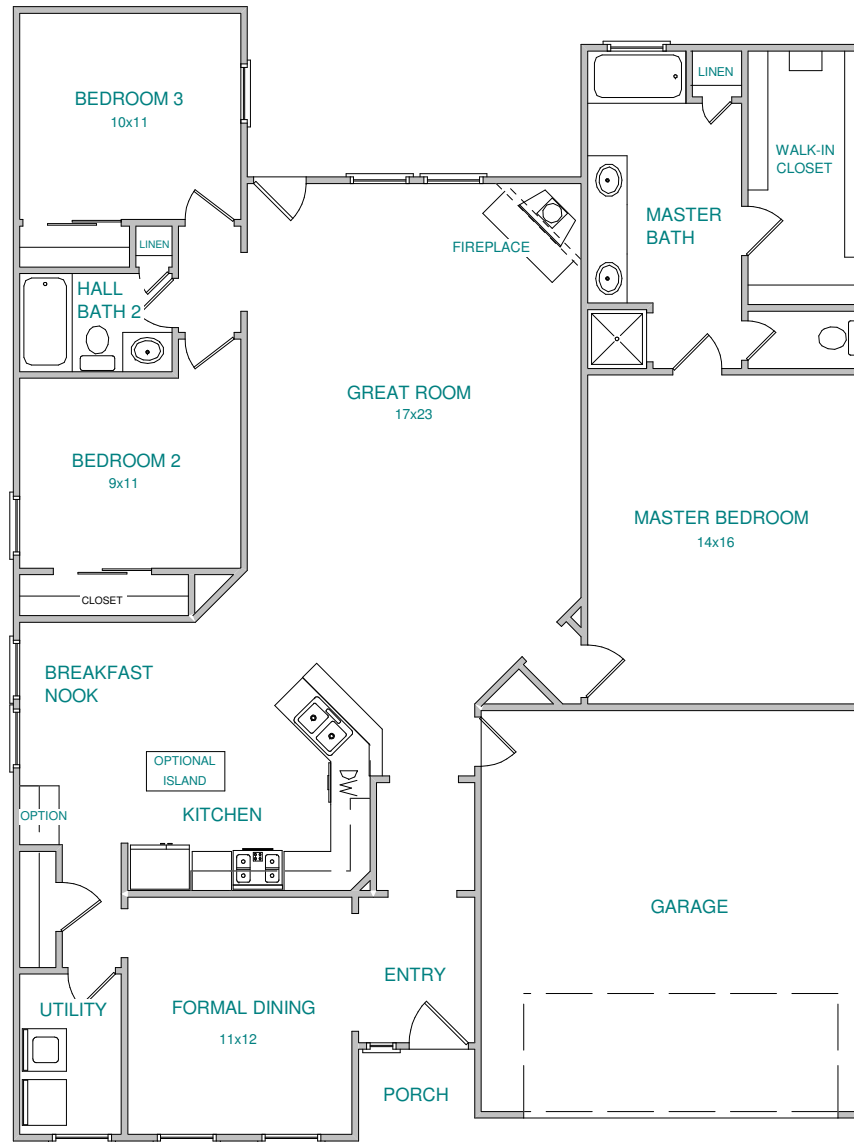 BEDROOM 3
10x11
LINEN
WALK-IN
CLOSET
MASTER
BATH
LINEN
FIREPLACE
HALL
BATH 2
GREAT ROOM
17x23
BEDROOM 2
9x11
MASTER BEDROOM
14x16
CLOSET
BREAKFAST
NOOK
OPTIONAL
ISLAND
DW
OPTION
KITCHEN
GARAGE
ENTRY
UTILITY
FORMAL DINING
11x12
PORCH